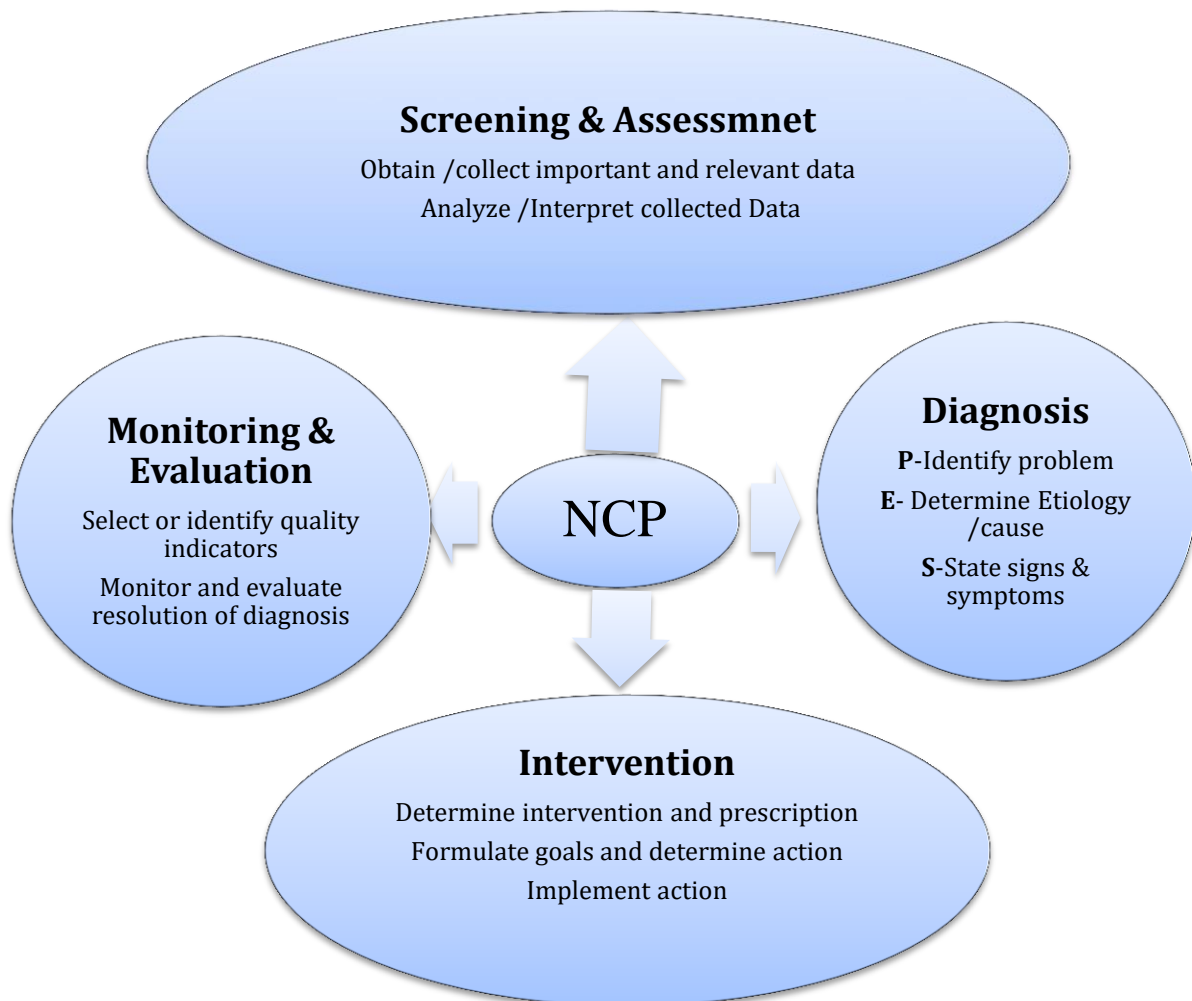 Screening & Assessmnet
Obtain /collect important and relevant data
Analyze /Interpret collected Data
Monitoring &
Evaluation
Select or identify quality
indicators
Monitor and evaluate
resolution of diagnosis
NCP
Diagnosis
P-Identify problem
E- Determine Etiology
/cause
S-State signs &
symptoms
Intervention
Determine intervention and prescription
Formulate goals and determine action
Implement action